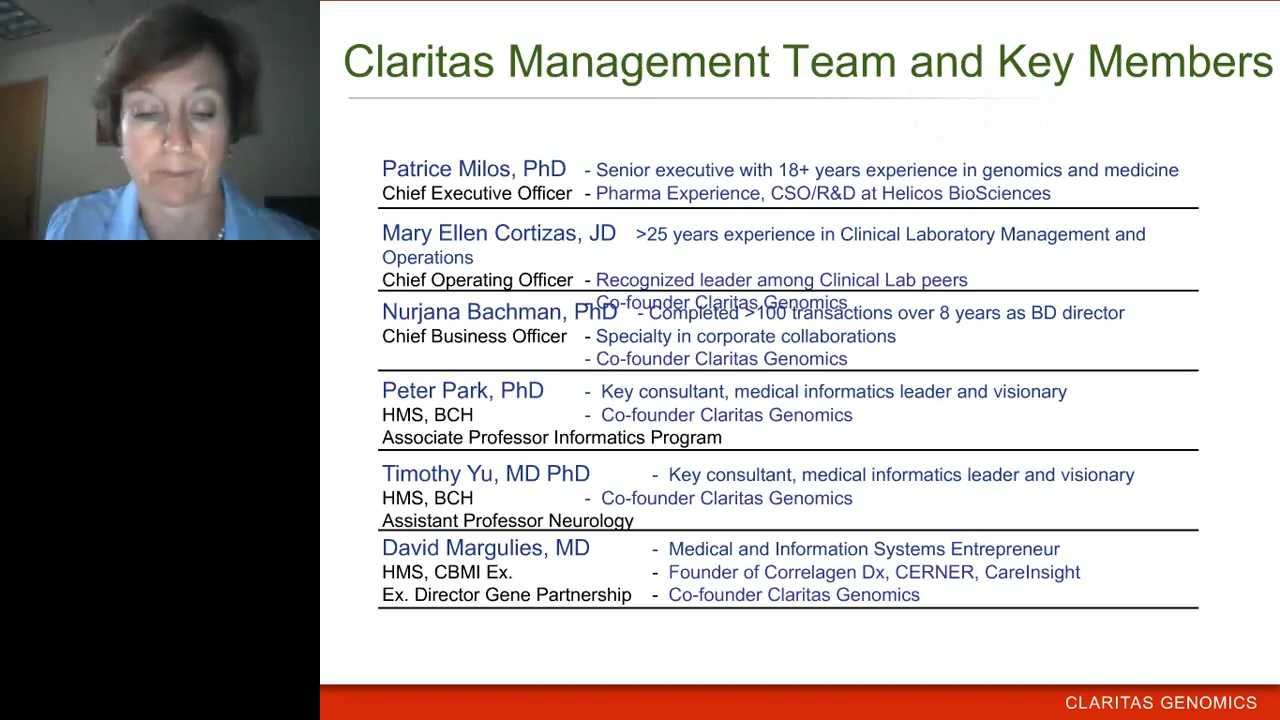 Claritas Management Team and Key Members
Patrice Milos, PhD - Senior executive with 18+ years experience in genomics and medicine
Chief Executive Officer - Pharma Experience, CSO/R&D at Helicos BioSciences
Mary Ellen Cortizas, JD >25 years experience in Clinical Laboratory Management and
Operations
Chief Operating Officer - Recognized leader among Clinical Lab peers
- Co-founder Claritas Genomics
Nurjana Bachman, PhD - Completed >100 transactions over 8 years as BD director
Chief Business Officer - Specialty in corporate collaborations
- Co-founder Claritas Genomics
Peter Park, PhD - Key consultant, medical informatics leader and visionary
HMS, BCH - Co-founder Claritas Genomics
Associate Professor Informatics Program
Timothy Yu, MD PhD - Key consultant, medical informatics leader and visionary
HMS, BCH - Co-founder Claritas Genomics
Assistant Professor Neurology
David Margulies, MD - Medical and Information Systems Entrepreneur
HMS, CBMI Ex. - Founder of Correlagen Dx, CERNER, CareInsight
Ex. Director Gene Partnership - Co-founder Claritas Genomics
CLARITAS GENOMICS